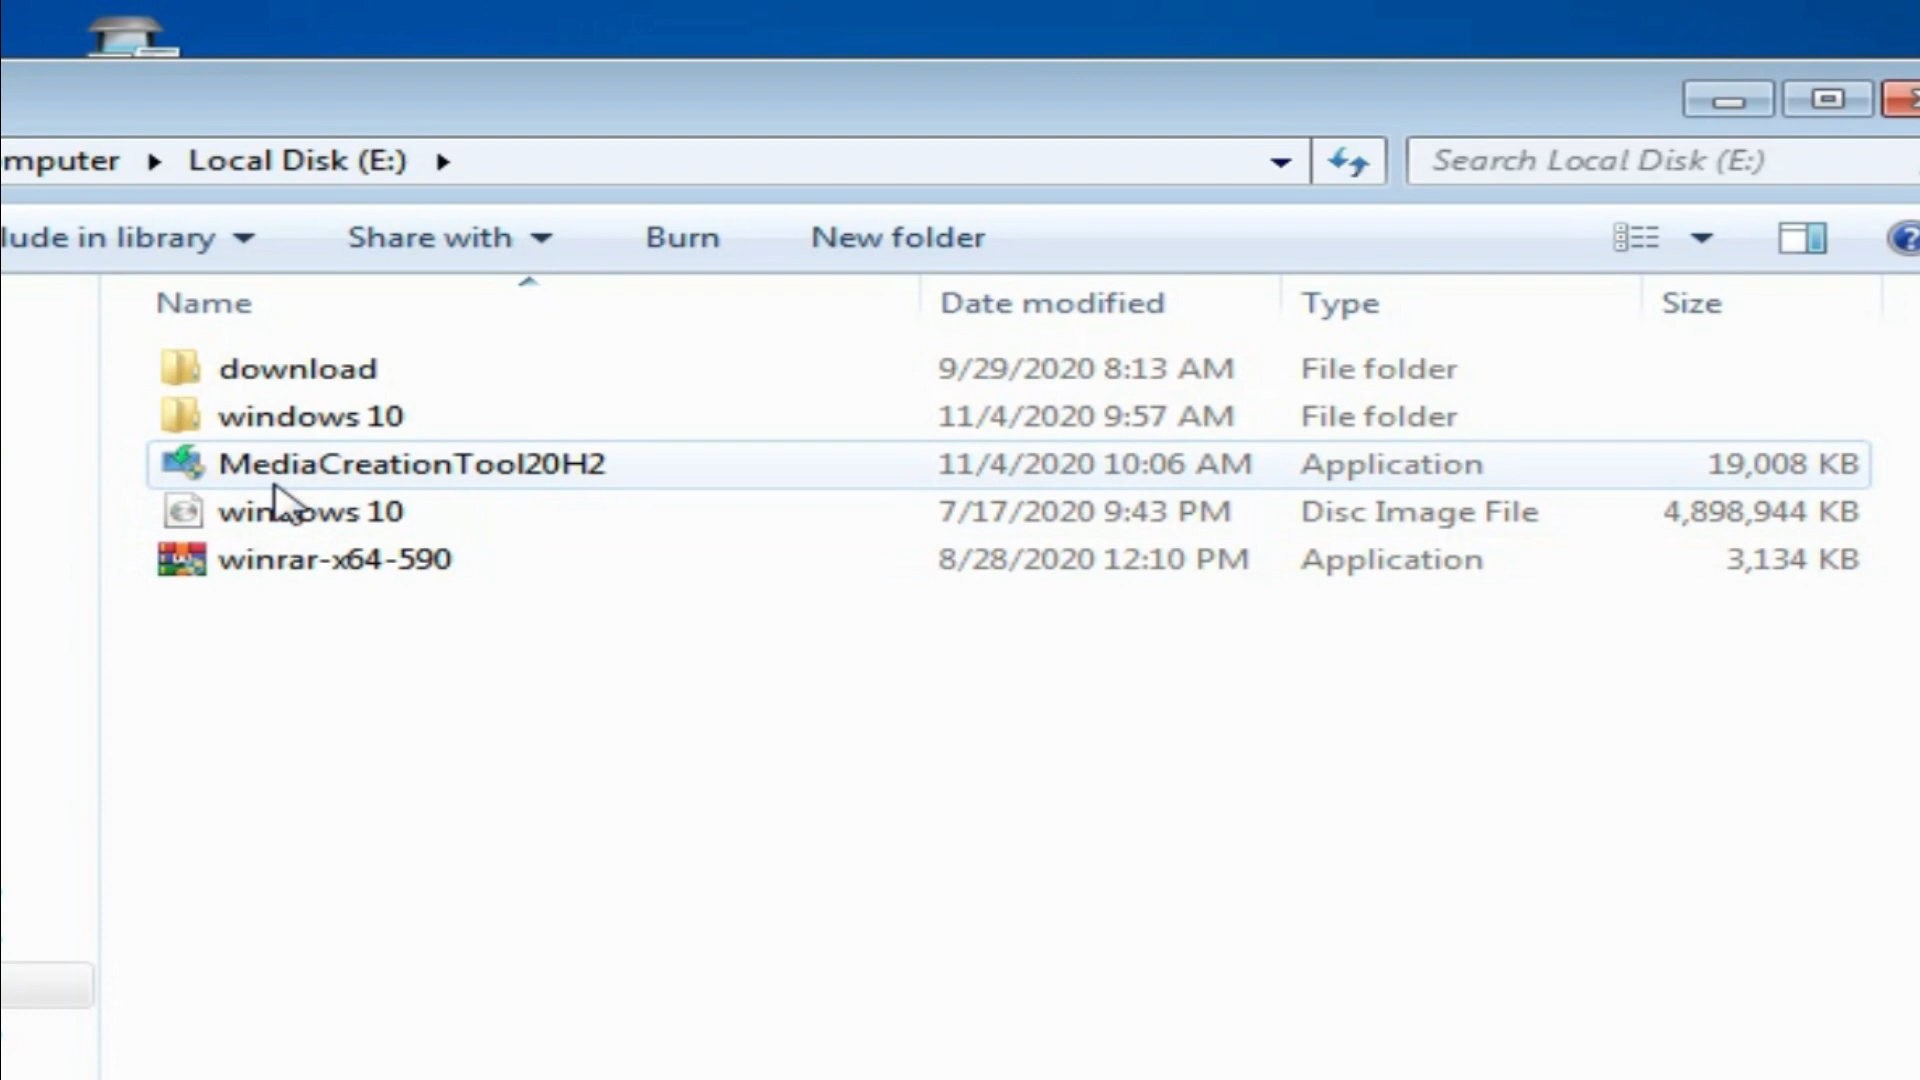 mputer ▸ Local Disk (E:) ▸ Search Local Disk (E:)
lude in library Share with Burn New folder
Name Date modified Type Size
download 9/29/2020 8:13 AM File folder
windows 10 11/4/2020 9:57 AM File folder
MediaCreationTool20H2 11/4/2020 10:06 AM Application 19,008 KB
windows 10 7/17/2020 9:43 PM Disc Image File 4,898,944 KB
winrar-x64-590 8/28/2020 12:10 PM Application 3,134 KB